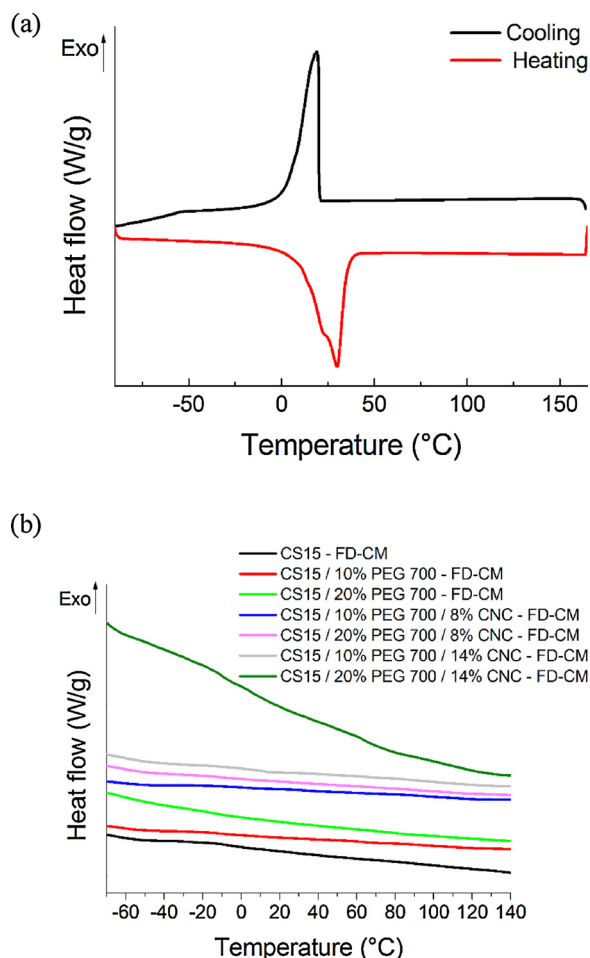 (a)
Exo
Cooling
Heating
Heat flow (W/g)
-50 0 50 100 150
Temperature (°C)
(b)
CS15 - FD-CM
CS15 / 10% PEG 700 - FD-CM
CS15 / 20% PEG 700 - FD-CM
CS15 / 10% PEG 700 / 8% CNC - FD-CM
CS15 / 20% PEG 700 / 8% CNC - FD-CM
CS15 / 10% PEG 700 / 14% CNC - FD-CM
CS15 / 20% PEG 700 / 14% CNC - FD-CM
Exo
Heat flow (W/g)
-60 -40 -20 0 20 40 60 80 100 120 140
Temperature (°C)